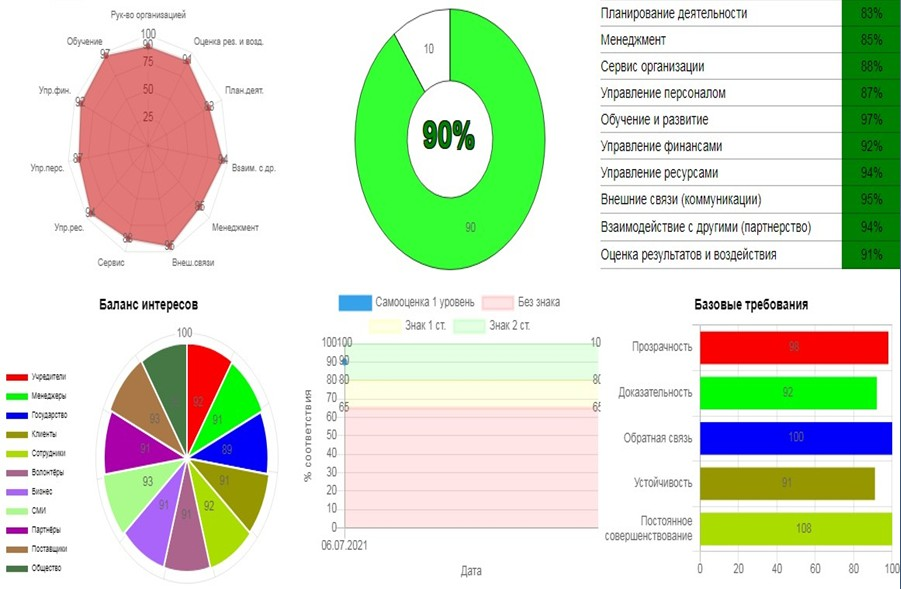 Рук-во организацией
Обучение
Оценка рез. и возд.
Упр.фин.
План.деят.
Упр.перс.
Взаим. с др.
Упр.рес.
Менеджмент
Сервис
Внеш.связи
100
90
75
50
25
97
91
92
83
87
94
94
85
88
95
10
90%
90
Планирование деятельности 83%
Менеджмент 85%
Сервис организации 88%
Управление персоналом 87%
Обучение и развитие 97%
Управление финансами 92%
Управление ресурсами 94%
Внешние связи (коммуникации) 95%
Взаимодействие с другими (партнерство) 94%
Оценка результатов и воздействия 91%
Баланс интересов
100
Учредители
Менеджеры
Государство
Клиенты
Сотрудники
Волонтёры
Бизнес
СМИ
Партнёры
Поставщики
Общество
92
91
89
91
92
91
91
93
91
93
Самооценка 1 уровень
Без знака
Знак 1 ст.
Знак 2 ст.
% соответствия
100
90
80
70
60
50
40
30
20
10
0
100
90
80
65
10
80
65
06.07.2021
Дата
Базовые требования
Прозрачность 98
Доказательность 92
Обратная связь 100
Устойчивость 91
Постоянное
совершенствование 108
0 20 40 60 80 100